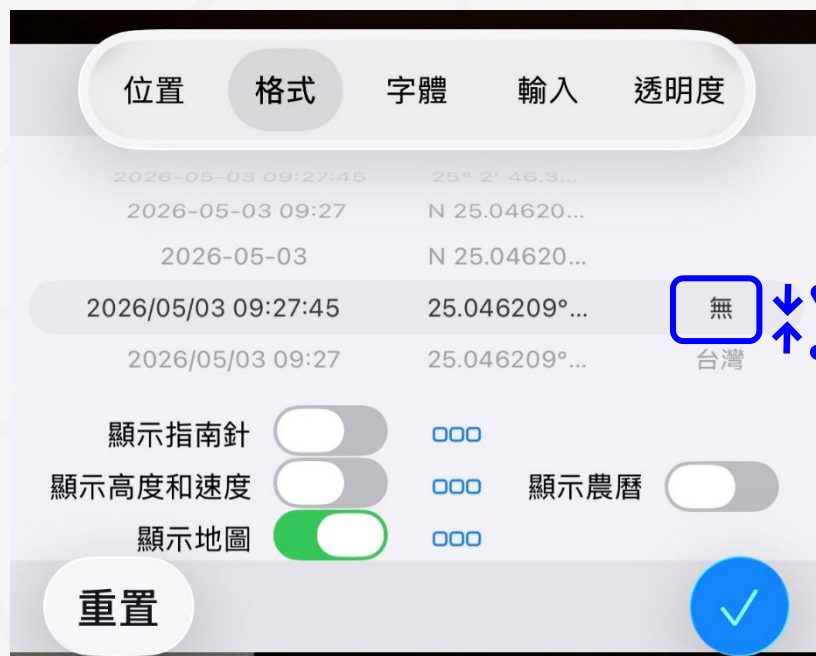 位置 格式 字體 輸入 透明度
2026-05-03 09:27:45 25° 2' 46.3...
2026-05-03 09:27 N 25.04620...
2026-05-03 N 25.04620...
2026/05/03 09:27:45 25.046209°... 無
2026/05/03 09:27 25.046209°... 台灣
顯示指南針
顯示高度和速度 顯示農曆
顯示地圖
重置